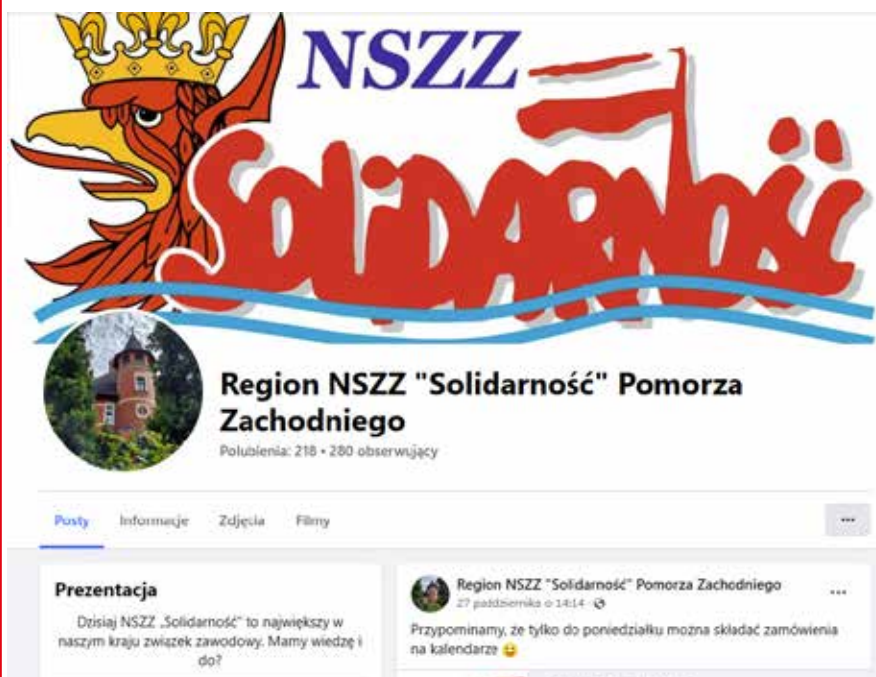 NSZZ
SOLiDARNOŚĆ
Region NSZZ "Solidarność" Pomorza
Zachodniego
Polubienia: 218 • 280 obserwujący
Posty Informacje Zdjęcia Filmy
Prezentacja
Dzisiaj NSZZ „Solidarność" to największy w
naszym kraju związek zawodowy. Mamy wiedzę i
do?
Region NSZZ "Solidarność" Pomorza Zachodniego
27 października o 14:14
Przypominamy, że tylko do poniedziałku można składać zamówienia
na kalendarze 😃